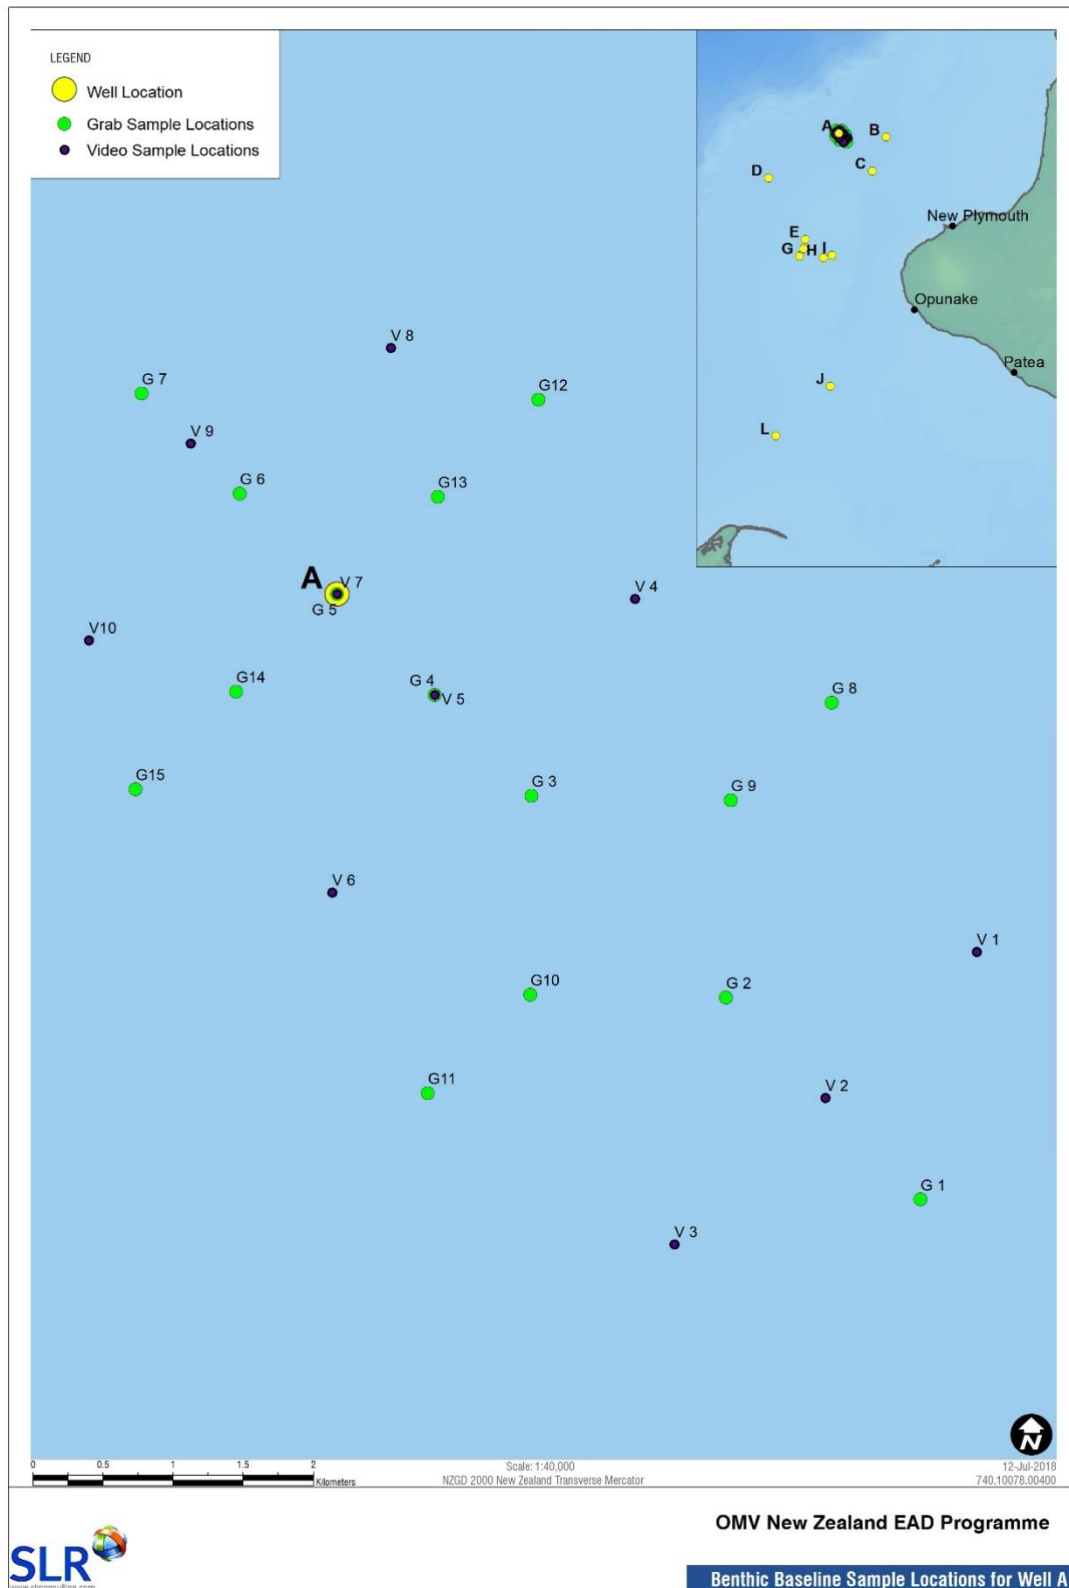 LEGEND
Well Location
Grab Sample Locations
Video Sample Locations
A
B
C
D
New Plymouth
E
G
H
I
Opunake
Patea
J
L
V 8
G 7
G12
V 9
G 6
G13
A
V 7
G 5
V 4
V10
G14
G 4
V 5
G 8
G15
G 3
G 9
V 6
V 1
G10
G 2
G11
V 2
G 1
V 3
N
0 0.5 1 1.5 2
Kilometers
Scale: 1:40,000
NZGD 2000 New Zealand Transverse Mercator
12-Jul-2018
740.10078.00400
OMV New Zealand EAD Programme
SLR
www.slrconsulting.com
Benthic Baseline Sample Locations for Well A